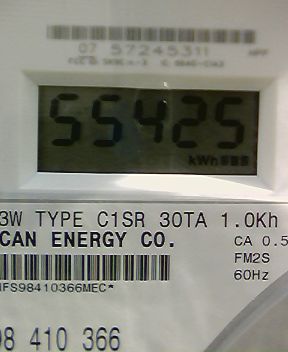 07 57245311
55425
kWh
3W TYPE C1SR 30TA 1.0Kh
CAN ENERGY CO.
CA 0.5
FM2S
60Hz
NFS98410366MEC*
98 410 366